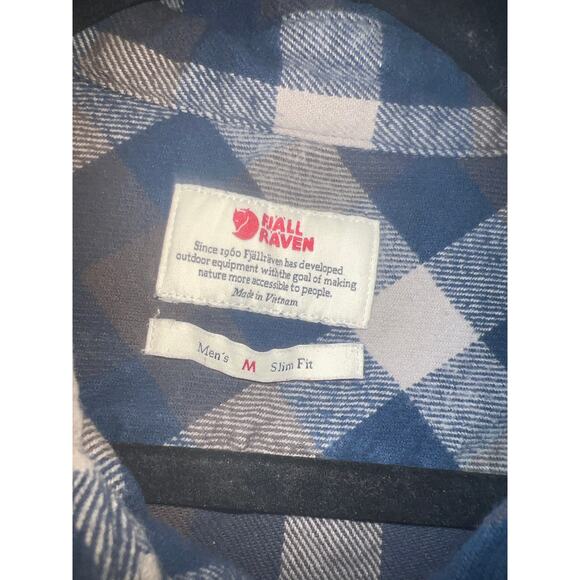 FJÄLL
RÄVEN
Since 1960 Fjällräven has developed
outdoor equipment with the goal of making
nature more accessible to people.
Made in Vietnam
Men's M Slim Fit